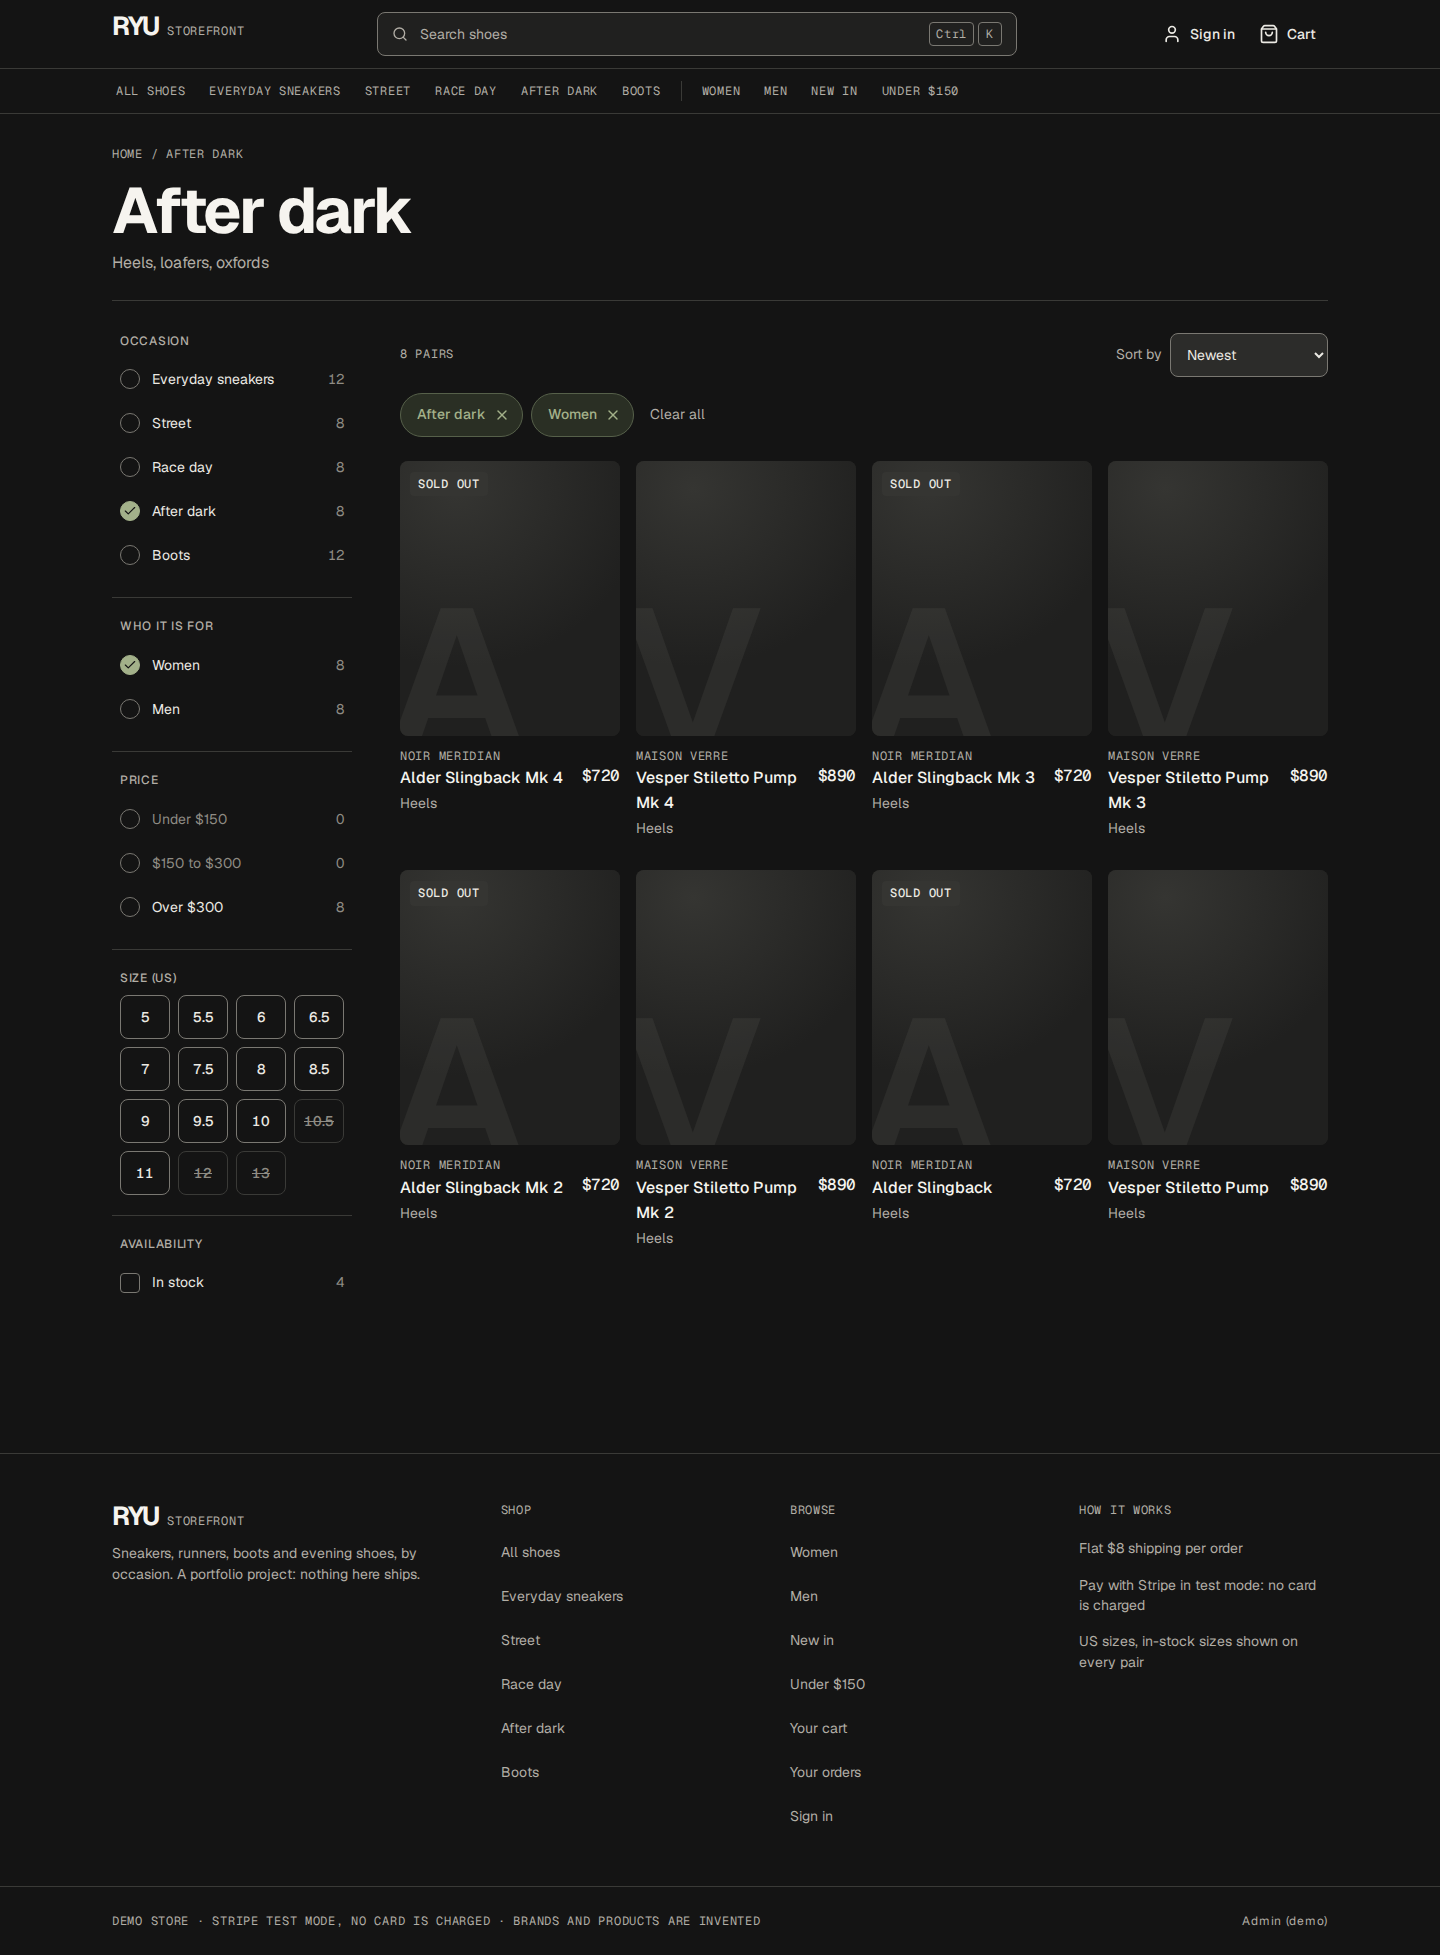 RYU STOREFRONT
Search shoes
Ctrl K
Sign in
Cart
ALL SHOES EVERYDAY SNEAKERS STREET RACE DAY AFTER DARK BOOTS WOMEN MEN NEW IN UNDER $150
HOME / AFTER DARK
After dark
Heels, loafers, oxfords
OCCASION
Everyday sneakers 12
Street 8
Race day 8
After dark 8
Boots 12
WHO IT IS FOR
Women 8
Men 8
PRICE
Under $150 0
$150 to $300 0
Over $300 8
SIZE (US)
5 5.5 6 6.5
7 7.5 8 8.5
9 9.5 10 10.5
11 12 13
AVAILABILITY
In stock 4
8 PAIRS
Sort by Newest
After dark Women Clear all
SOLD OUT
A
NOIR MERIDIAN
Alder Slingback Mk 4 $720
Heels
V
MAISON VERRE
Vesper Stiletto Pump $890
Mk 4
Heels
SOLD OUT
A
NOIR MERIDIAN
Alder Slingback Mk 3 $720
Heels
V
MAISON VERRE
Vesper Stiletto Pump $890
Mk 3
Heels
SOLD OUT
A
NOIR MERIDIAN
Alder Slingback Mk 2 $720
Heels
V
MAISON VERRE
Vesper Stiletto Pump $890
Mk 2
Heels
SOLD OUT
A
NOIR MERIDIAN
Alder Slingback $720
Heels
V
MAISON VERRE
Vesper Stiletto Pump $890
Heels
RYU STOREFRONT
Sneakers, runners, boots and evening shoes, by
occasion. A portfolio project: nothing here ships.
SHOP
All shoes
Everyday sneakers
Street
Race day
After dark
Boots
BROWSE
Women
Men
New in
Under $150
Your cart
Your orders
Sign in
HOW IT WORKS
Flat $8 shipping per order
Pay with Stripe in test mode: no card
is charged
US sizes, in-stock sizes shown on
every pair
DEMO STORE · STRIPE TEST MODE, NO CARD IS CHARGED · BRANDS AND PRODUCTS ARE INVENTED
Admin (demo)